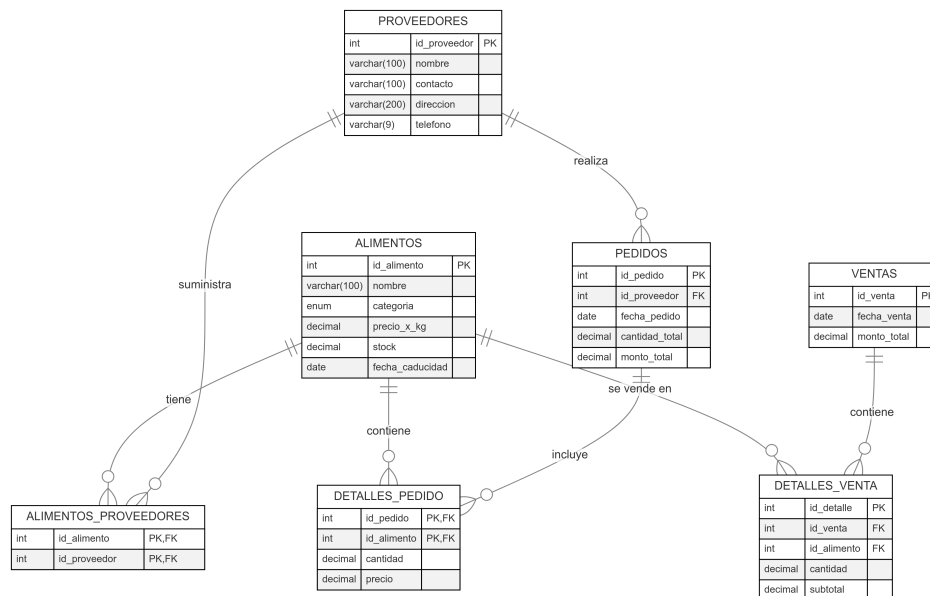 PROVEEDORES
int id_proveedor PK
varchar(100) nombre
varchar(100) contacto
varchar(200) direccion
varchar(9) telefono
realiza
suministra
ALIMENTOS
int id_alimento PK
varchar(100) nombre
enum categoria
decimal precio_x_kg
decimal stock
date fecha_caducidad
PEDIDOS
int id_pedido PK
int id_proveedor FK
date fecha_pedido
decimal cantidad_total
decimal monto_total
VENTAS
int id_venta PK
date fecha_venta
decimal monto_total
tiene
se vende en
contiene
contiene
incluye
ALIMENTOS_PROVEEDORES
int id_alimento PK,FK
int id_proveedor PK,FK
DETALLES_PEDIDO
int id_pedido PK,FK
int id_alimento PK,FK
decimal cantidad
decimal precio
DETALLES_VENTA
int id_detalle PK
int id_venta FK
int id_alimento FK
decimal cantidad
decimal subtotal